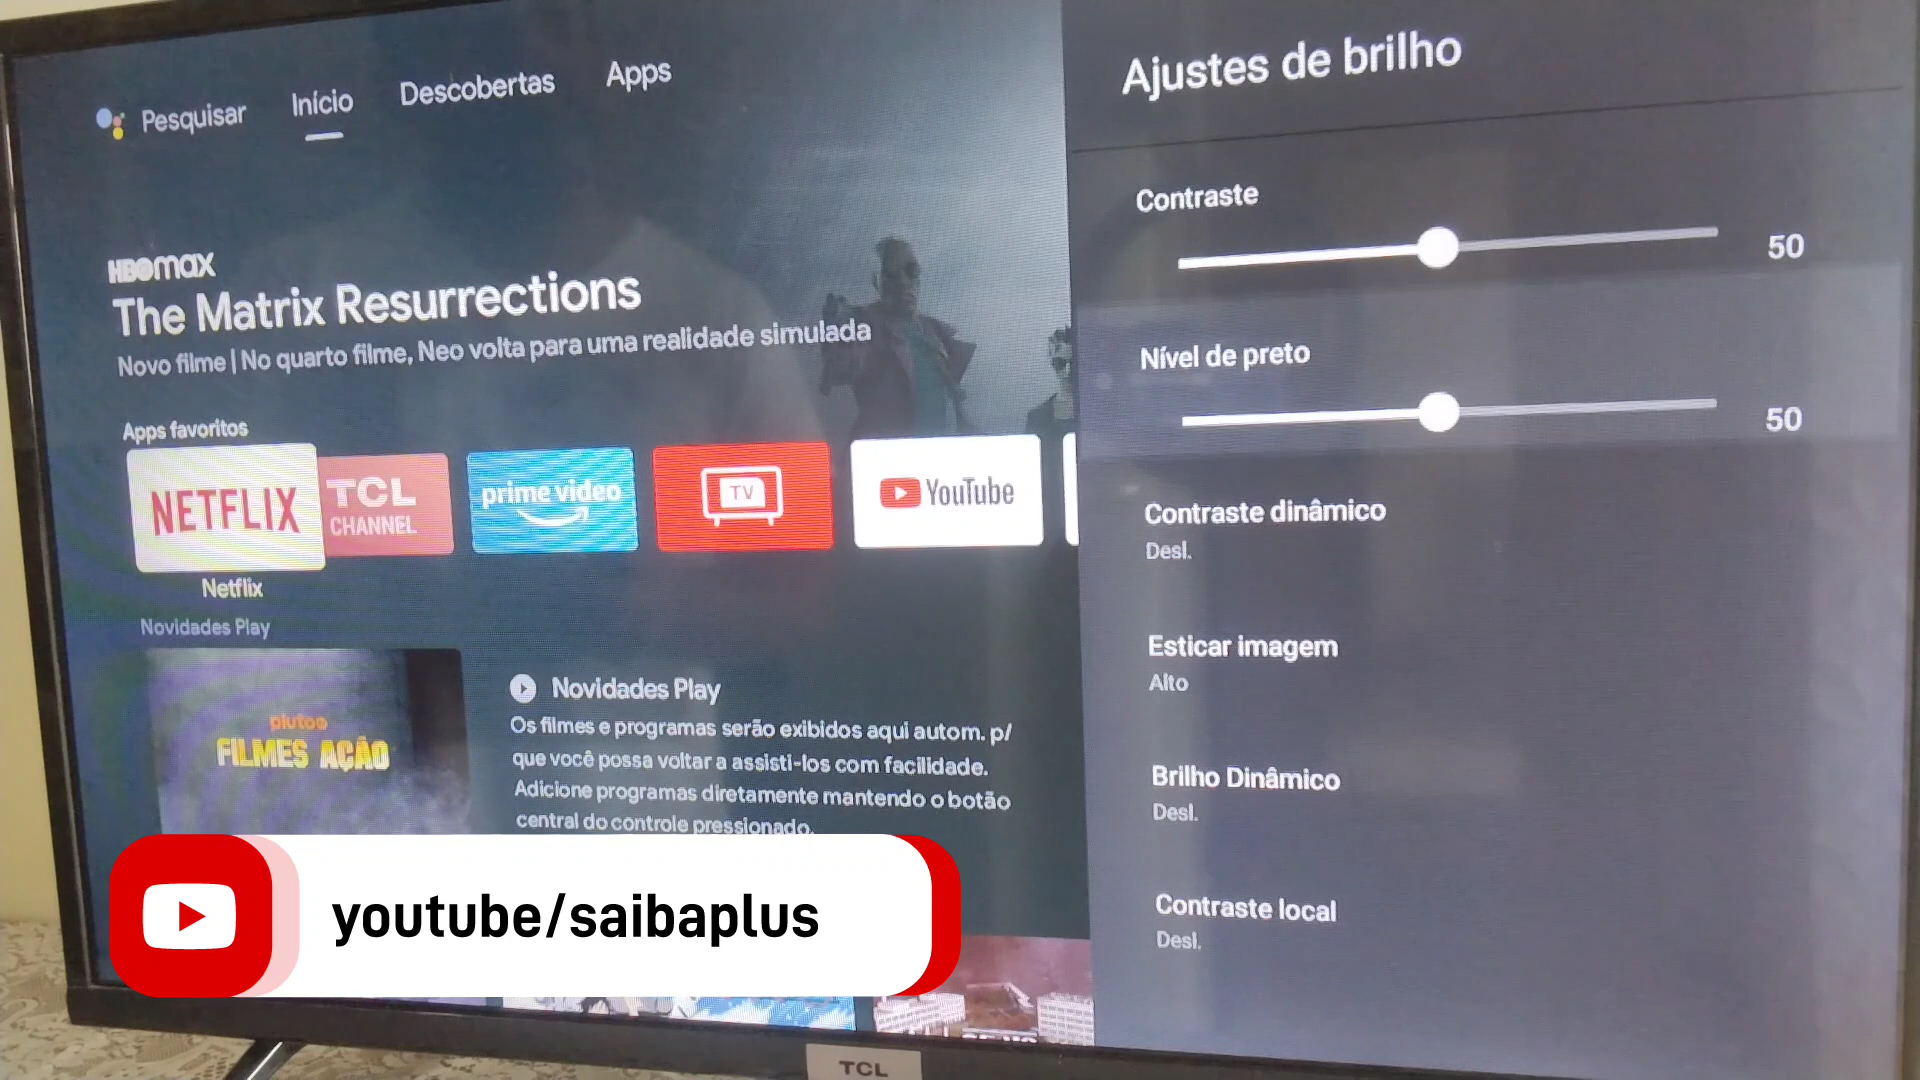 Pesquisar Início Descobertas Apps
HBOmax
The Matrix Resurrections
Novo filme | No quarto filme, Neo volta para uma realidade simulada
Apps favoritos
NETFLIX
TCL
CHANNEL
prime video
TV
YouTube
Netflix
Novidades Play
pluto tv
FILMES AÇÃO
Novidades Play
Os filmes e programas serão exibidos aqui autom. p/
que você possa voltar a assisti-los com facilidade.
Adicione programas diretamente mantendo o botão
central do controle pressionado.
youtube/saibaplus
TCL
Ajustes de brilho
Contraste
50
Nível de preto
50
Contraste dinâmico
Desl.
Esticar imagem
Alto
Brilho Dinâmico
Desl.
Contraste local
Desl.